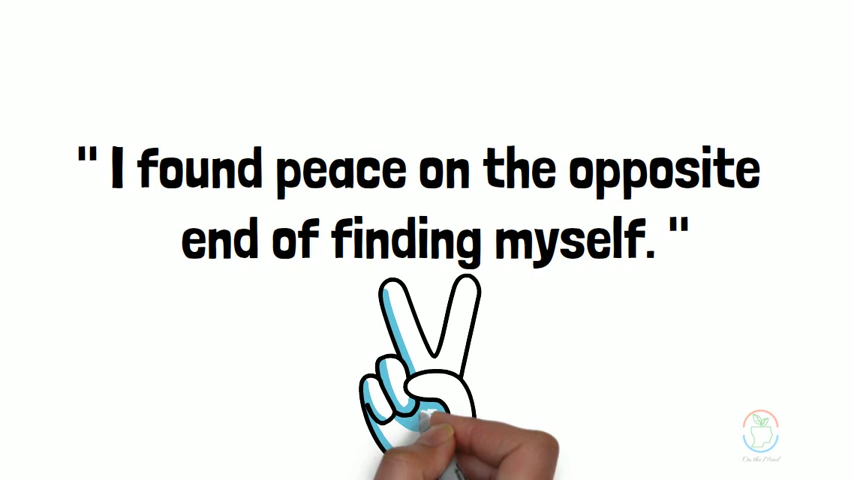 " I found peace on the opposite
end of finding myself. "